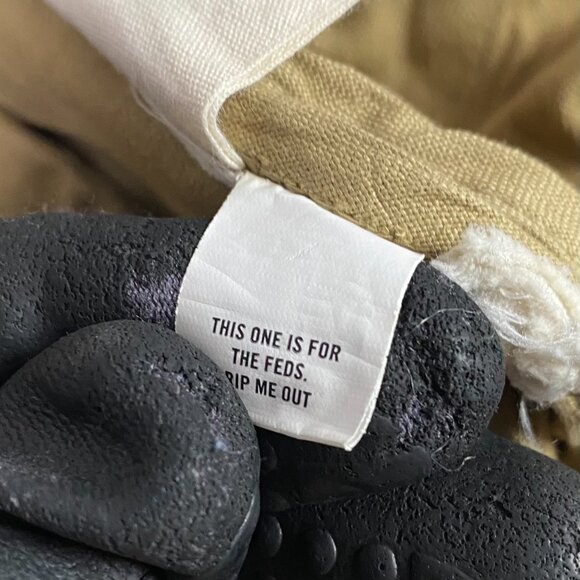 THIS ONE IS FOR
THE FEDS.
RIP ME OUT